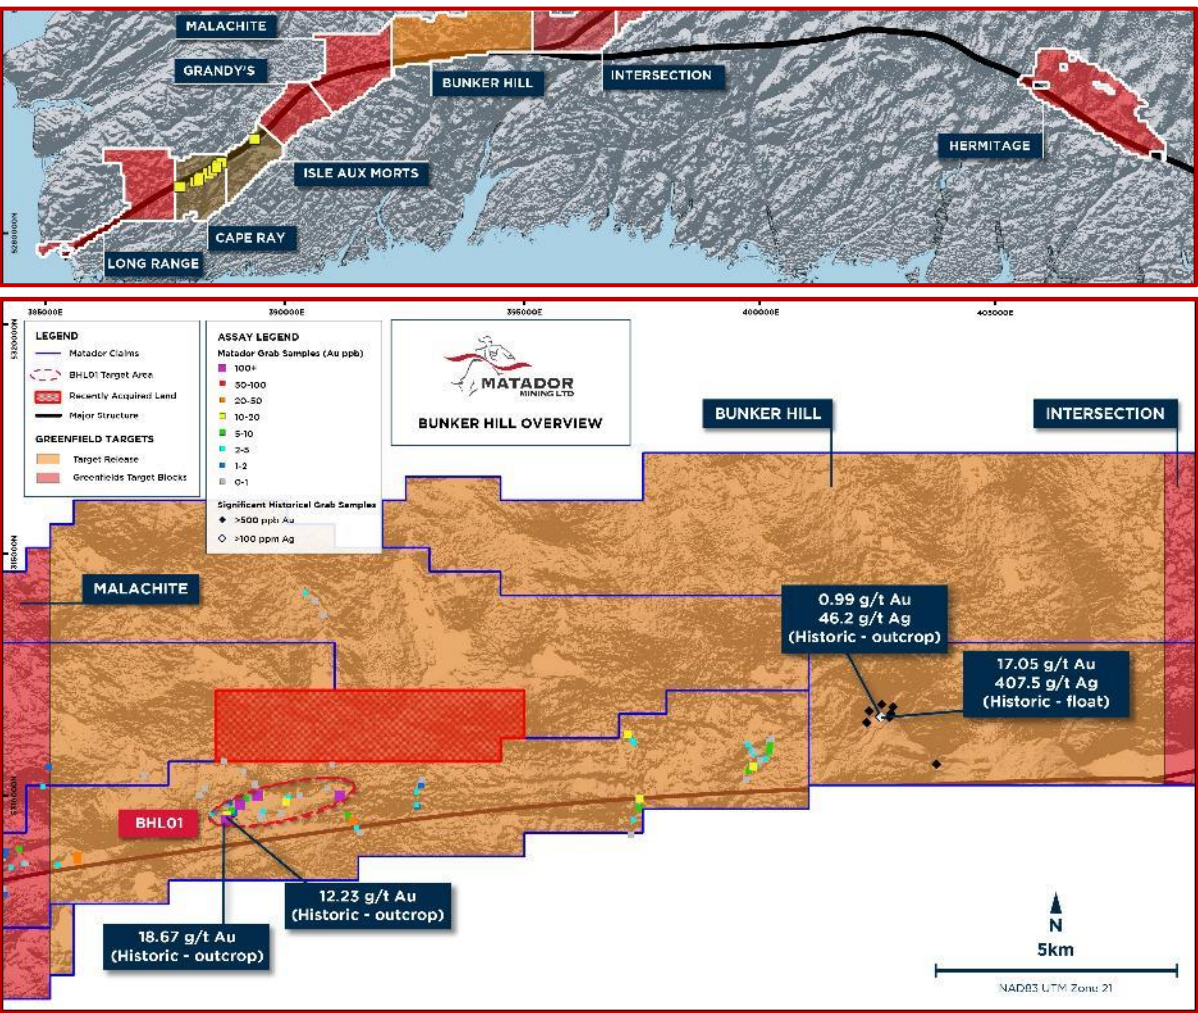 MALACHITE
GRANDY'S
BUNKER HILL
INTERSECTION
HERMITAGE
ISLE AUX MORTS
CAPE RAY
LONG RANGE
5280000N
385000E
390000E
395000E
400000E
405000E
5320000N
LEGEND
Matador Claims
BHL01 Target Area
Recently Acquired Land
Major Structure
GREENFIELD TARGETS
Target Release
Greenfields Target Blocks
ASSAY LEGEND
Matador Grab Samples (Au ppb)
100+
50-100
20-50
10-20
5-10
2-5
1-2
0-1
Significant Historical Grab Samples
>500 ppb Au
>100 ppm Ag
MATADOR
MINING LTD
BUNKER HILL OVERVIEW
BUNKER HILL
INTERSECTION
5315000N
MALACHITE
0.99 g/t Au
46.2 g/t Ag
(Historic - outcrop)
17.05 g/t Au
407.5 g/t Ag
(Historic - float)
5310000N
BHL01
12.23 g/t Au
(Historic - outcrop)
18.67 g/t Au
(Historic - outcrop)
N
5km
NAD83 UTM Zone 21